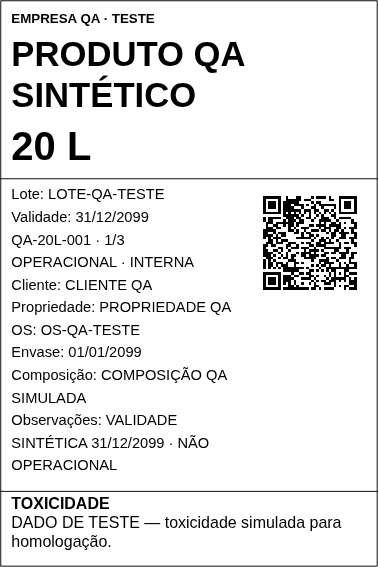 EMPRESA QA · TESTE
PRODUTO QA
SINTÉTICO
20 L
Lote: LOTE-QA-TESTE
Validade: 31/12/2099
QA-20L-001 · 1/3
OPERACIONAL · INTERNA
Cliente: CLIENTE QA
Propriedade: PROPRIEDADE QA
OS: OS-QA-TESTE
Envase: 01/01/2099
Composição: COMPOSIÇÃO QA
SIMULADA
Observações: VALIDADE
SINTÉTICA 31/12/2099 · NÃO
OPERACIONAL
TOXICIDADE
DADO DE TESTE — toxicidade simulada para
homologação.